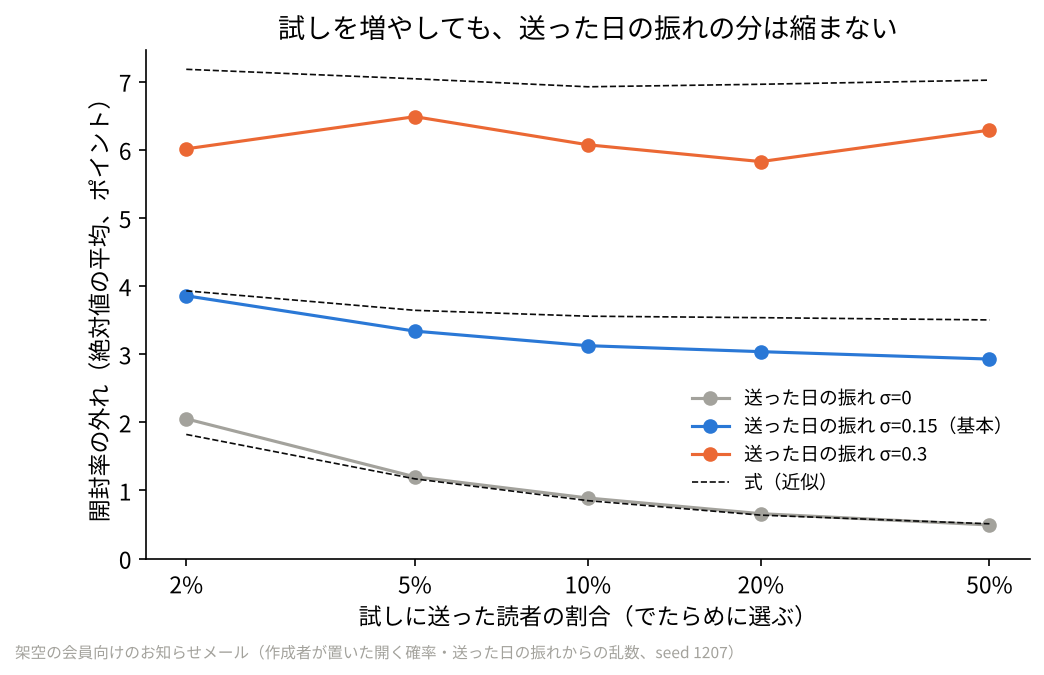 試しを増やしても、送った日の振れの分は縮まない
開封率の外れ（絶対値の平均、ポイント）
7
6
5
4
3
2
1
0
送った日の振れ σ=0
送った日の振れ σ=0.15（基本）
送った日の振れ σ=0.3
式（近似）
2%
5%
10%
20%
50%
試しに送った読者の割合（でたらめに選ぶ）
架空の会員向けのお知らせメール（作成者が置いた開く確率・送った日の振れからの乱数、seed 1207）